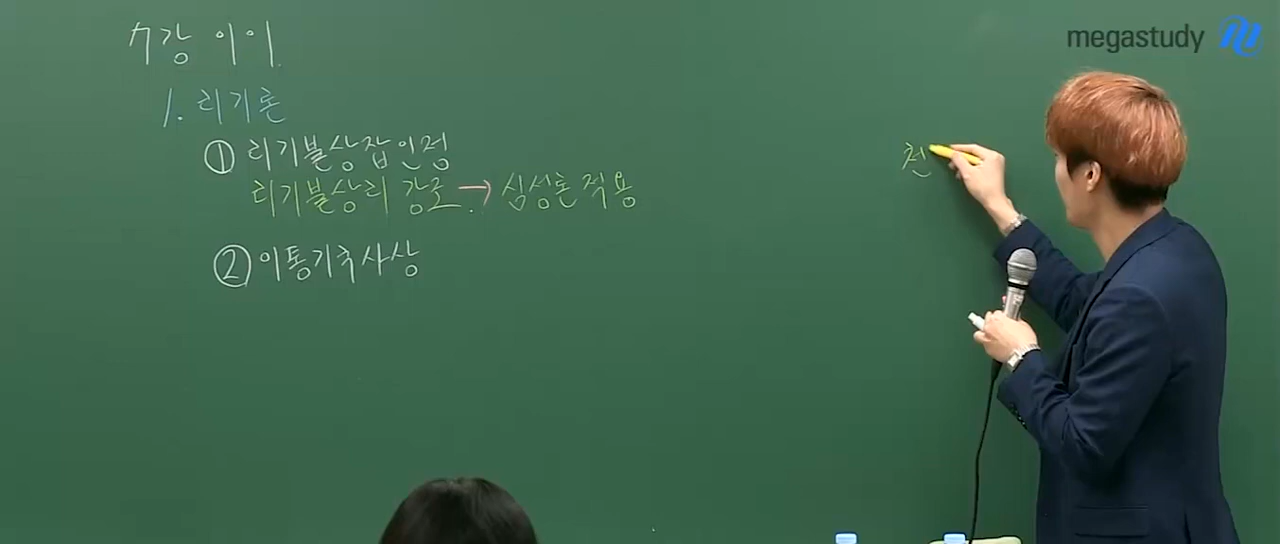 megastudy
7강 이이.
1. 리기론
① 리기불상잡 인정
리기불상리 강조. → 심성론 적용
② 이통기국사상
천